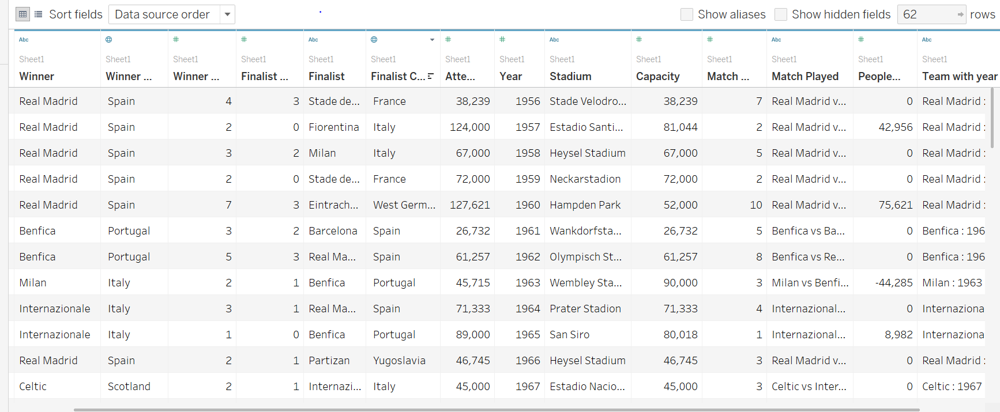 Sort fields Data source order Show aliases Show hidden fields 62 rows
Abc # # Abc # # Abc # # Abc # Abc
Sheet1 Sheet1 Sheet1 Sheet1 Sheet1 Sheet1 Sheet1 Sheet1 Sheet1 Sheet1 Sheet1 Sheet1 Sheet1 Sheet1
Winner Winner ... Winner ... Finalist ... Finalist Finalist C... Atte... Year Stadium Capacity Match ... Match Played People... Team with year
Real Madrid Spain 4 3 Stade de... France 38,239 1956 Stade Velodro... 38,239 7 Real Madrid v... 0 Real Madrid :
Real Madrid Spain 2 0 Fiorentina Italy 124,000 1957 Estadio Santi... 81,044 2 Real Madrid v... 42,956 Real Madrid :
Real Madrid Spain 3 2 Milan Italy 67,000 1958 Heysel Stadium 67,000 5 Real Madrid v... 0 Real Madrid :
Real Madrid Spain 2 0 Stade de... France 72,000 1959 Neckarstadion 72,000 2 Real Madrid v... 0 Real Madrid :
Real Madrid Spain 7 3 Eintrach... West Germ... 127,621 1960 Hampden Park 52,000 10 Real Madrid v... 75,621 Real Madrid :
Benfica Portugal 3 2 Barcelona Spain 26,732 1961 Wankdorfsta... 26,732 5 Benfica vs Ba... 0 Benfica : 196
Benfica Portugal 5 3 Real Ma... Spain 61,257 1962 Olympisch St... 61,257 8 Benfica vs Re... 0 Benfica : 196
Milan Italy 2 1 Benfica Portugal 45,715 1963 Wembley Sta... 90,000 3 Milan vs Benfi... -44,285 Milan : 1963
Internazionale Italy 3 1 Real Ma... Spain 71,333 1964 Prater Stadion 71,333 4 Internazional... 0 Internaziona
Internazionale Italy 1 0 Benfica Portugal 89,000 1965 San Siro 80,018 1 Internazional... 8,982 Internaziona
Real Madrid Spain 2 1 Partizan Yugoslavia 46,745 1966 Heysel Stadium 46,745 3 Real Madrid v... 0 Real Madrid :
Celtic Scotland 2 1 Internazi... Italy 45,000 1967 Estadio Nacio... 45,000 3 Celtic vs Inter... 0 Celtic : 1967